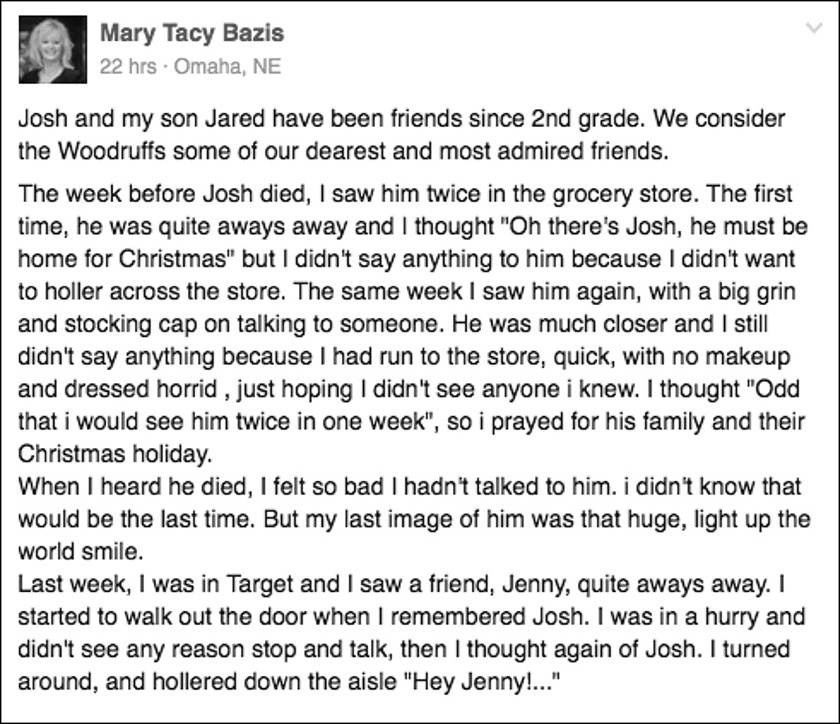 Mary Tacy Bazis
22 hrs · Omaha, NE
Josh and my son Jared have been friends since 2nd grade. We consider
the Woodruffs some of our dearest and most admired friends.
The week before Josh died, I saw him twice in the grocery store. The first
time, he was quite aways away and I thought "Oh there's Josh, he must be
home for Christmas" but I didn't say anything to him because I didn't want
to holler across the store. The same week I saw him again, with a big grin
and stocking cap on talking to someone. He was much closer and I still
didn't say anything because I had run to the store, quick, with no makeup
and dressed horrid , just hoping I didn't see anyone i knew. I thought "Odd
that i would see him twice in one week", so i prayed for his family and their
Christmas holiday.
When I heard he died, I felt so bad I hadn't talked to him. i didn't know that
would be the last time. But my last image of him was that huge, light up the
world smile.
Last week, I was in Target and I saw a friend, Jenny, quite aways away. I
started to walk out the door when I remembered Josh. I was in a hurry and
didn't see any reason stop and talk, then I thought again of Josh. I turned
around, and hollered down the aisle "Hey Jenny!..."